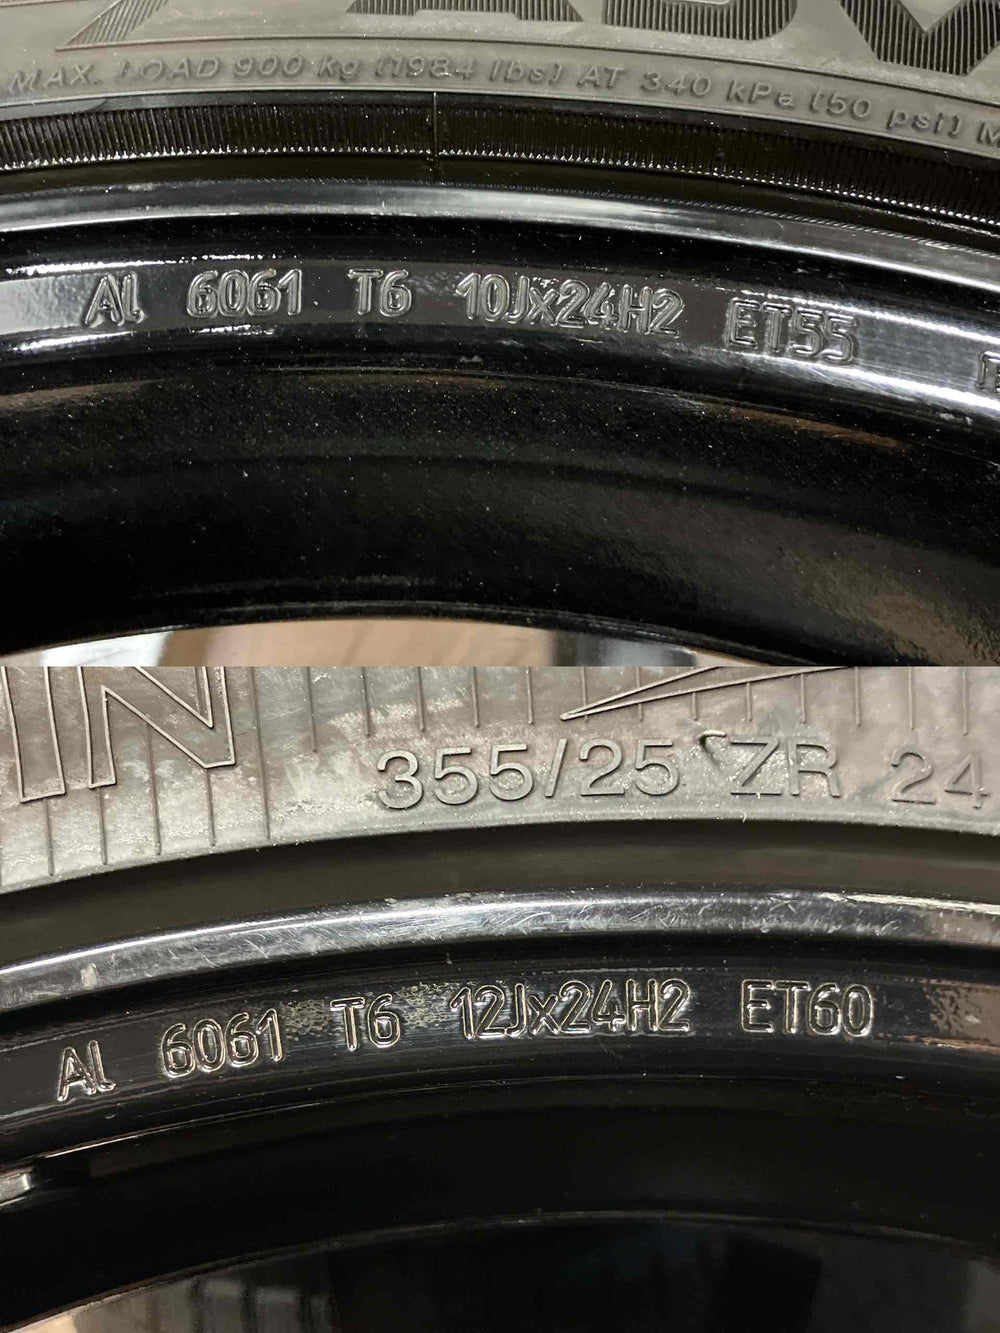 MAX. LOAD 900 kg (1984 lbs) AT 340 kPa (50 psi) M
AL 6061 T6 10Jx24H2 ET55
IN
355/25 ZR 24
AL 6061 T6 12Jx24H2 ET60